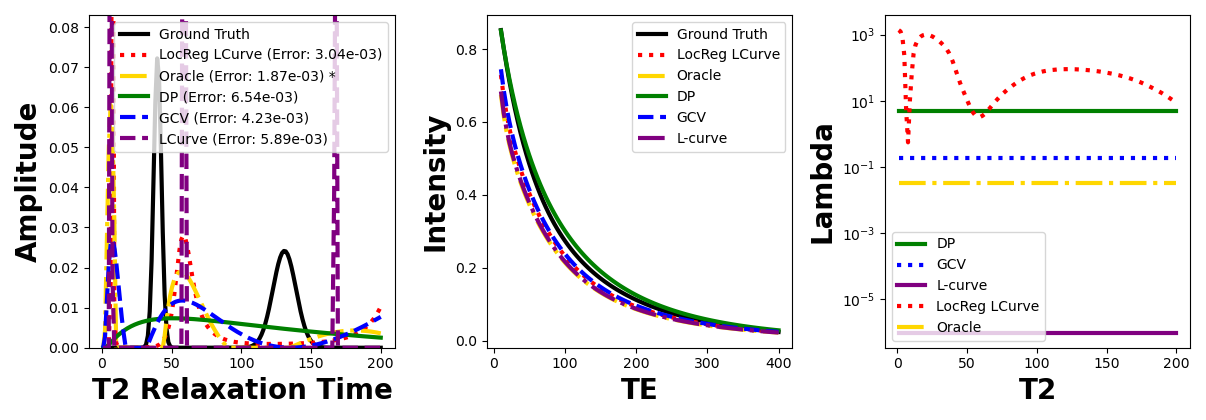 Amplitude
0.08
0.07
0.06
0.05
0.04
0.03
0.02
0.01
0.00
Ground Truth
LocReg LCurve (Error: 3.04e-03)
Oracle (Error: 1.87e-03) *
DP (Error: 6.54e-03)
GCV (Error: 4.23e-03)
LCurve (Error: 5.89e-03)
0 50 100 150 200
T2 Relaxation Time
Intensity
0.8
0.6
0.4
0.2
0.0
Ground Truth
LocReg LCurve
Oracle
DP
GCV
L-curve
0 100 200 300 400
TE
Lambda
10³
10¹
10⁻¹
10⁻³
10⁻⁵
DP
GCV
L-curve
LocReg LCurve
Oracle
0 50 100 150 200
T2